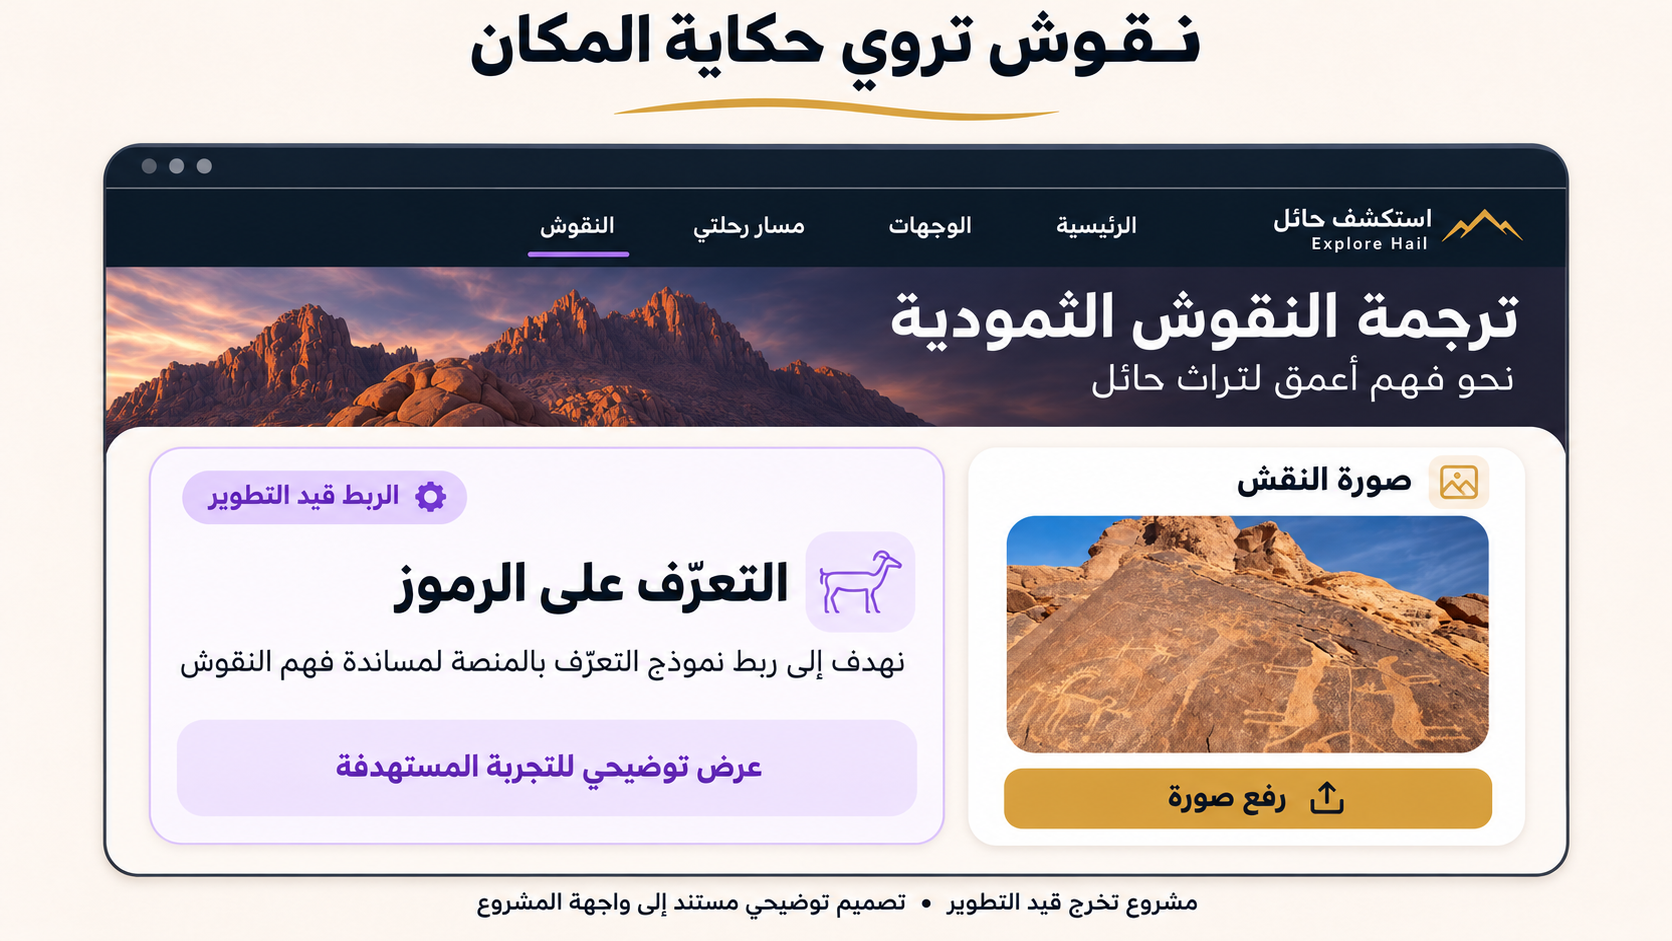 نـقـوش تروي حكاية المكان
استكشف حائل
Explore Hail
الرئيسية
الوجهات
مسار رحلتي
النقوش
ترجمة النقوش الثمودية
نحو فهم أعمق لتراث حائل
صورة النقش
رفع صورة
الربط قيد التطوير
التعرّف على الرموز
نهدف إلى ربط نموذج التعرّف بالمنصة لمساندة فهم النقوش
عرض توضيحي للتجربة المستهدفة
مشروع تخرج قيد التطوير • تصميم توضيحي مستند إلى واجهة المشروع